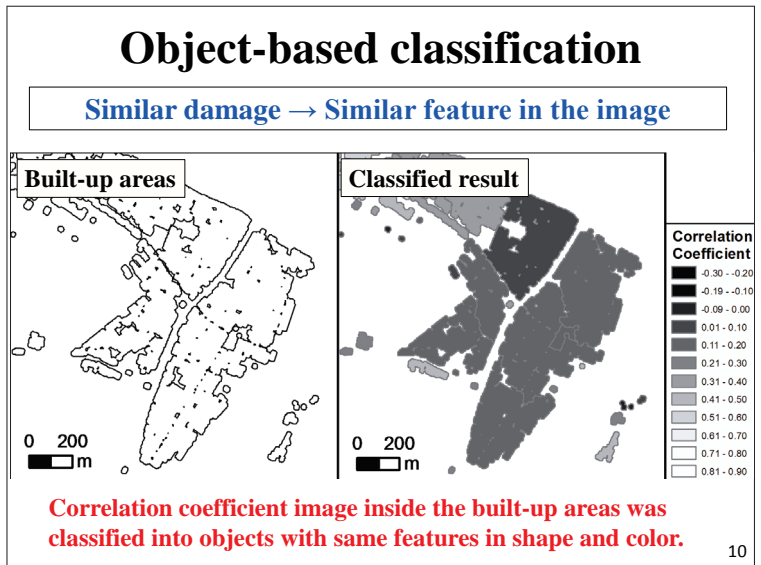 Object-based classification
Similar damage → Similar feature in the image
Built-up areas
Classified result
Correlation
Coefficient
-0.30 - -0.20
-0.19 - -0.10
-0.09 - 0.00
0.01 - 0.10
0.11 - 0.20
0.21 - 0.30
0.31 - 0.40
0.41 - 0.50
0.51 - 0.60
0.61 - 0.70
0.71 - 0.80
0.81 - 0.90
0 200
m
0 200
m
Correlation coefficient image inside the built-up areas was
classified into objects with same features in shape and color.
10